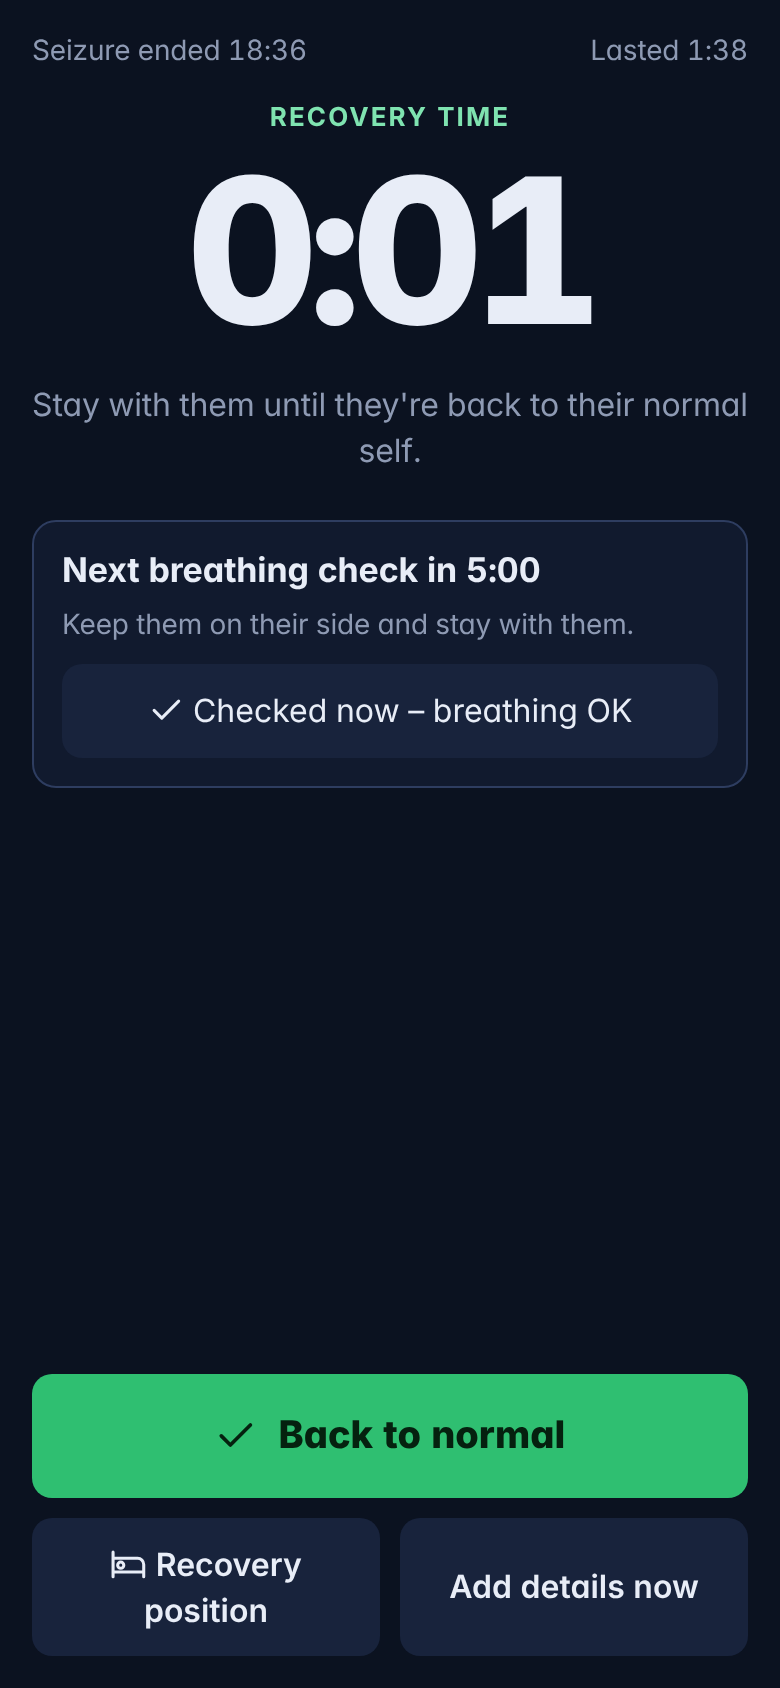 Seizure ended 18:36
Lasted 1:38
RECOVERY TIME
0:01
Stay with them until they're back to their normal
self.
Next breathing check in 5:00
Keep them on their side and stay with them.
✓ Checked now – breathing OK
✓ Back to normal
Recovery
position
Add details now